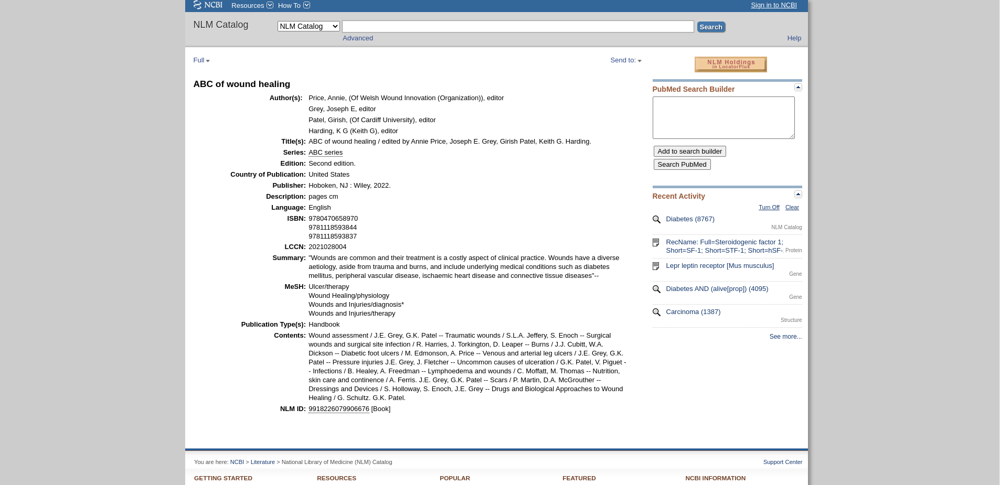 NCBI Resources How To Sign in to NCBI
NLM Catalog NLM Catalog Search
Advanced Help
Full Send to: NLM Holdings
in LocatorPlus
ABC of wound healing
Author(s): Price, Annie, (Of Welsh Wound Innovation (Organization)), editor
Grey, Joseph E, editor
Patel, Girish, (Of Cardiff University), editor
Harding, K G (Keith G), editor
Title(s): ABC of wound healing / edited by Annie Price, Joseph E. Grey, Girish Patel, Keith G. Harding.
Series: ABC series
Edition: Second edition.
Country of Publication: United States
Publisher: Hoboken, NJ : Wiley, 2022.
Description: pages cm
Language: English
ISBN: 9780470658970
9781118593844
9781118593837
LCCN: 2021028004
Summary: "Wounds are common and their treatment is a costly aspect of clinical practice. Wounds have a diverse
aetiology, aside from trauma and burns, and include underlying medical conditions such as diabetes
mellitus, peripheral vascular disease, ischaemic heart disease and connective tissue diseases"--
MeSH: Ulcer/therapy
Wound Healing/physiology
Wounds and Injuries/diagnosis*
Wounds and Injuries/therapy
Publication Type(s): Handbook
Contents: Wound assessment / J.E. Grey, G.K. Patel -- Traumatic wounds / S.L.A. Jeffery, S. Enoch -- Surgical
wounds and surgical site infection / R. Harries, J. Torkington, D. Leaper -- Burns / J.J. Cubitt, W.A.
Dickson -- Diabetic foot ulcers / M. Edmonson, A. Price -- Venous and arterial leg ulcers / J.E. Grey, G.K.
Patel -- Pressure injuries J.E. Grey, J. Fletcher -- Uncommon causes of ulceration / G.K. Patel, V. Piguet -
- Infections / B. Healey, A. Freedman -- Lymphoedema and wounds / C. Moffatt, M. Thomas -- Nutrition,
skin care and continence / A. Ferris. J.E. Grey, G.K. Patel -- Scars / P. Martin, D.A. McGrouther --
Dressings and Devices / S. Holloway, S. Enoch, J.E. Grey -- Drugs and Biological Approaches to Wound
Healing / G. Schultz. G.K. Patel.
NLM ID: 9918226079906676 [Book]
PubMed Search Builder
Add to search builder
Search PubMed
Recent Activity
Turn Off Clear
Diabetes (8767)
NLM Catalog
RecName: Full=Steroidogenic factor 1;
Short=SF-1; Short=STF-1; Short=hSF-. Protein
Lepr leptin receptor [Mus musculus]
Gene
Diabetes AND (alive[prop]) (4095)
Gene
Carcinoma (1387)
Structure
See more...
You are here: NCBI > Literature > National Library of Medicine (NLM) Catalog Support Center
GETTING STARTED RESOURCES POPULAR FEATURED NCBI INFORMATION